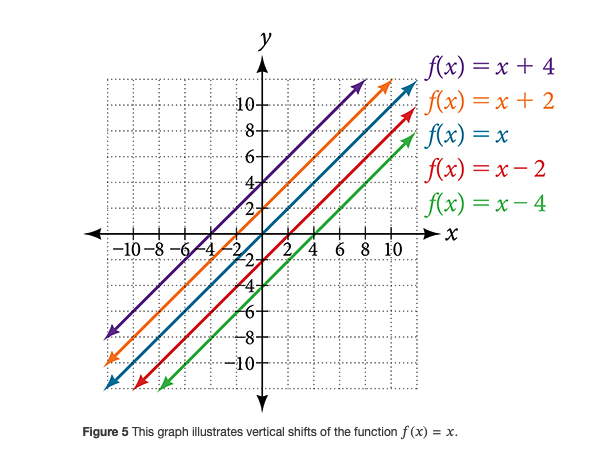 y
f(x) = x + 4
f(x) = x + 2
f(x) = x
f(x) = x − 2
f(x) = x − 4
10
8
6
4
2
−10 −8 −6 −4 −2 2 4 6 8 10 x
−2
−4
−6
−8
−10
Figure 5 This graph illustrates vertical shifts of the function f (x) = x.